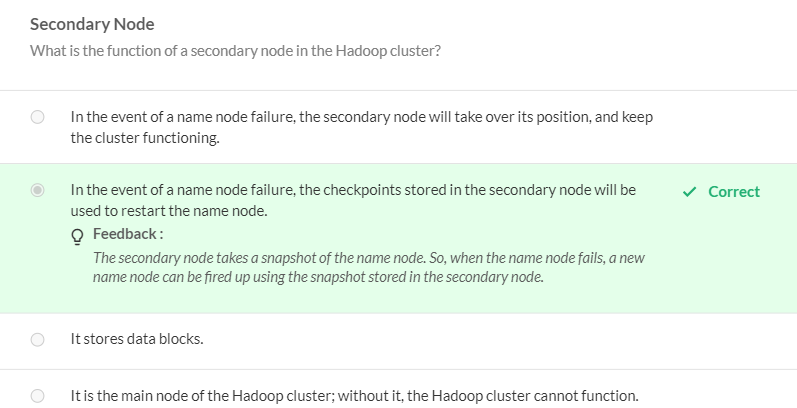 Secondary Node
What is the function of a secondary node in the Hadoop cluster?
In the event of a name node failure, the secondary node will take over its position, and keep
the cluster functioning.
In the event of a name node failure, the checkpoints stored in the secondary node will be
used to restart the name node.
Correct
Feedback :
The secondary node takes a snapshot of the name node. So, when the name node fails, a new
name node can be fired up using the snapshot stored in the secondary node.
It stores data blocks.
It is the main node of the Hadoop cluster; without it, the Hadoop cluster cannot function.